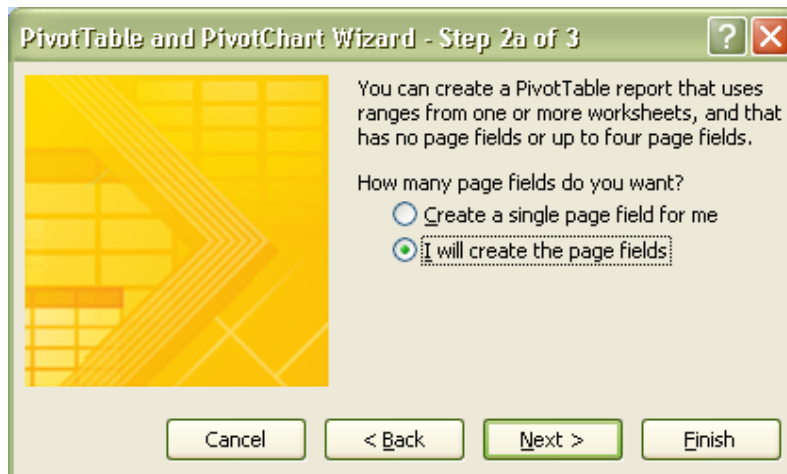 PivotTable and PivotChart Wizard - Step 2a of 3
You can create a PivotTable report that uses
ranges from one or more worksheets, and that
has no page fields or up to four page fields.
How many page fields do you want?
Create a single page field for me
I will create the page fields
Cancel
< Back
Next >
Finish